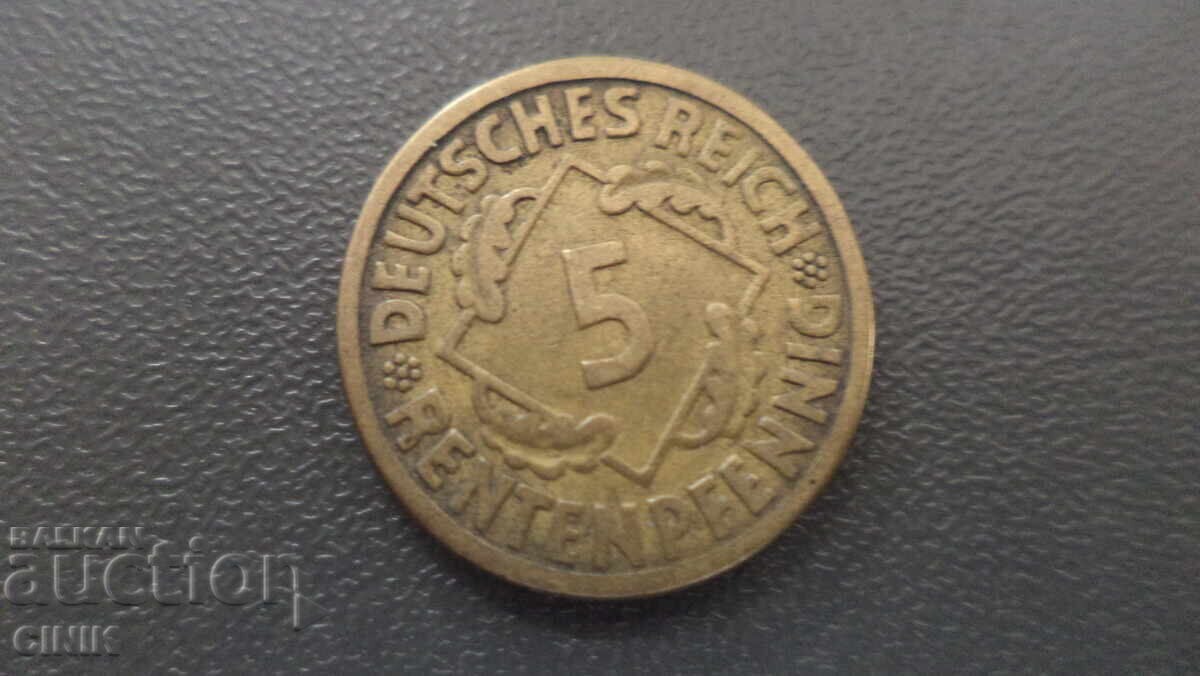 DEUTSCHES REICH
5
RENTENPFENNIG
BALKAN
auction
CINIK